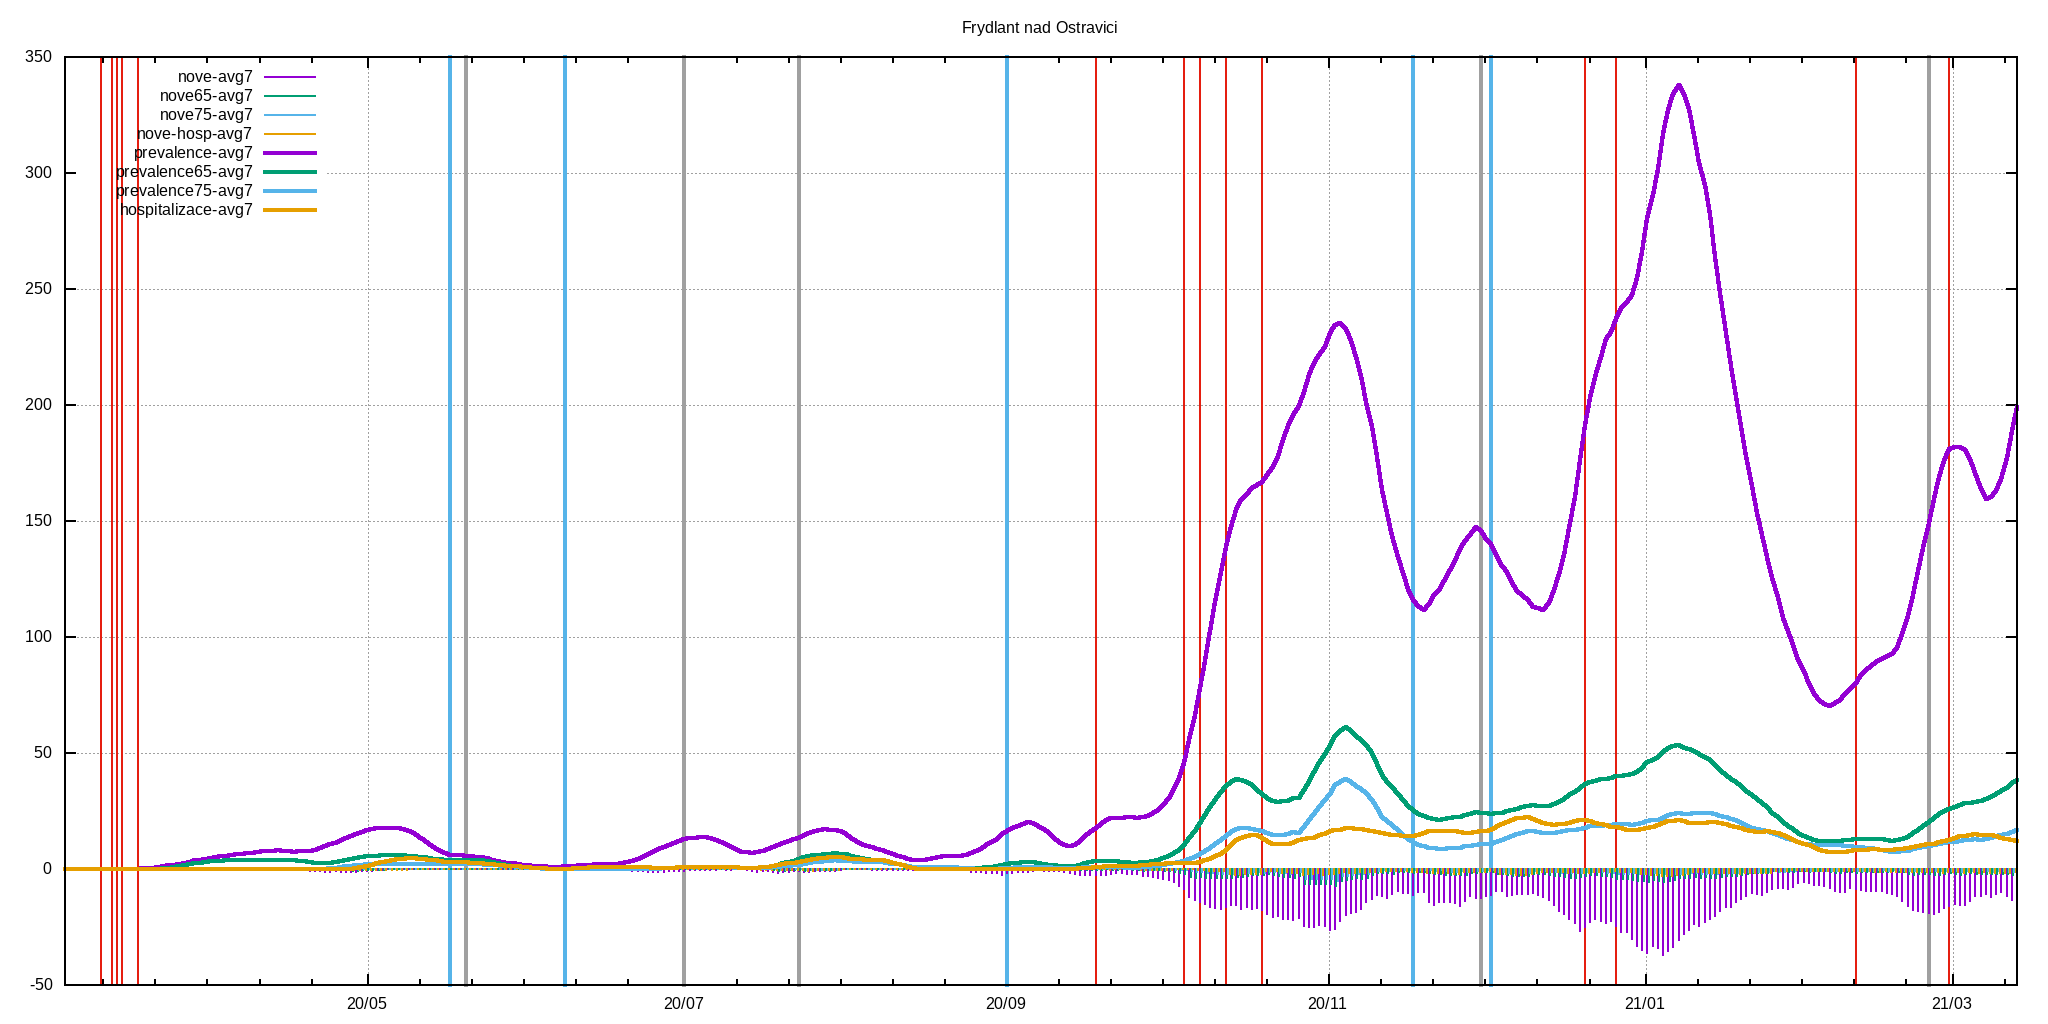 Frydlant nad Ostravici
350
300
250
200
150
100
50
0
-50
nove-avg7
nove65-avg7
nove75-avg7
nove-hosp-avg7
prevalence-avg7
prevalence65-avg7
prevalence75-avg7
hospitalizace-avg7
20/05
20/07
20/09
20/11
21/01
21/03